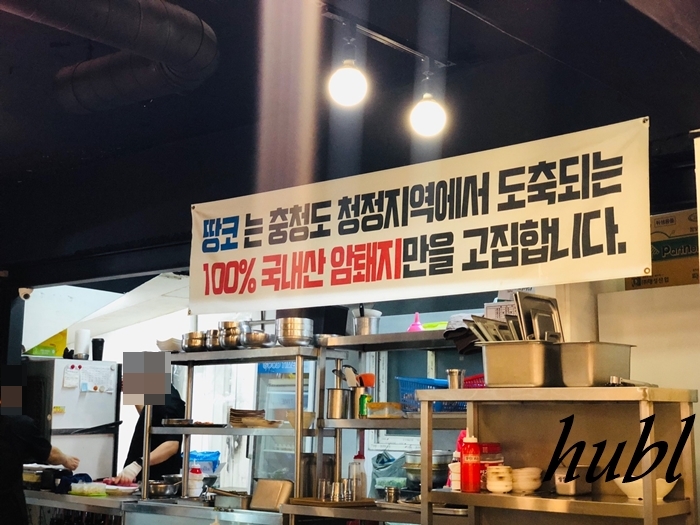 땅코는 충청도 청정지역에서 도축되는
100% 국내산 암퇘지만을 고집합니다.
hubl